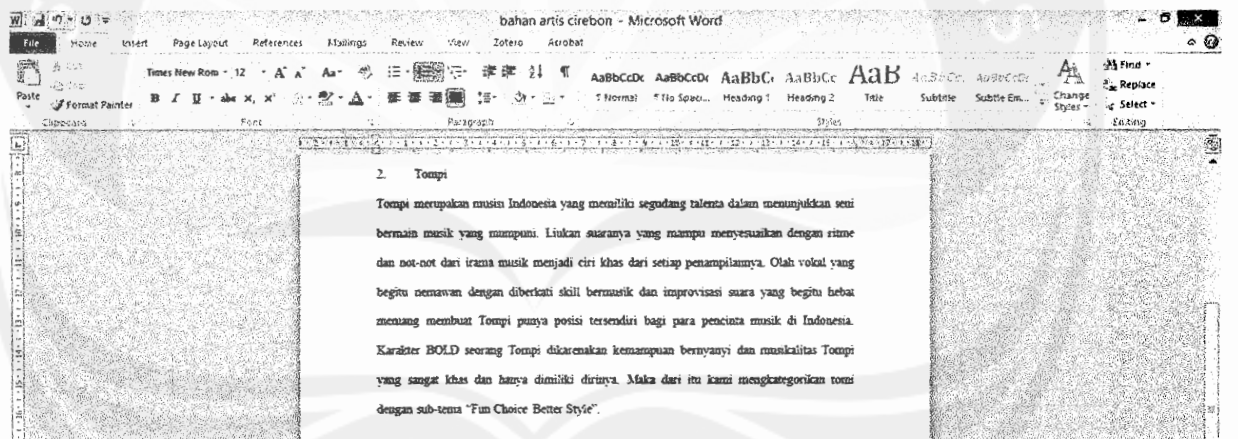 bahan artis cirebon - Microsoft Word
File Home Insert Page Layout References Mailings Review View Zotero Acrobat
Times New Rom 12 A A Aa Find
AaBbCcDc AaBbCcDc AaBbC AaBbCc AaB AaBbCc. AaBbCcDc Replace
Paste Format Painter B I U abe X, X² A ¶ Normal ¶ No Spaci... Heading 1 Heading 2 Title Subtitle Subtle Em... Change Styles Select
Clipboard Font Paragraph Styles Editing
2. Tompi
Tompi merupakan musisi Indonesia yang memiliki segudang talenta dalam menunjukkan seni
bermain musik yang mumpuni. Liukan suaranya yang mampu menyesuaikan dengan ritme
dan not-not dari irama musik menjadi ciri khas dari setiap penampilannya. Olah vokal yang
begitu nemawan dengan diberkati skill bermusik dan improvisasi suara yang begitu hebat
memang membuat Tompi punya posisi tersendiri bagi para pencinta musik di Indonesia.
Karakter BOLD seorang Tompi dikarenakan kemampuan bernyanyi dan musikalitas Tompi
yang sangat khas dan hanya dimiliki dirinya. Maka dari itu kami mengkategorikan tomi
dengan sub-tema "Fun Choice Better Style".